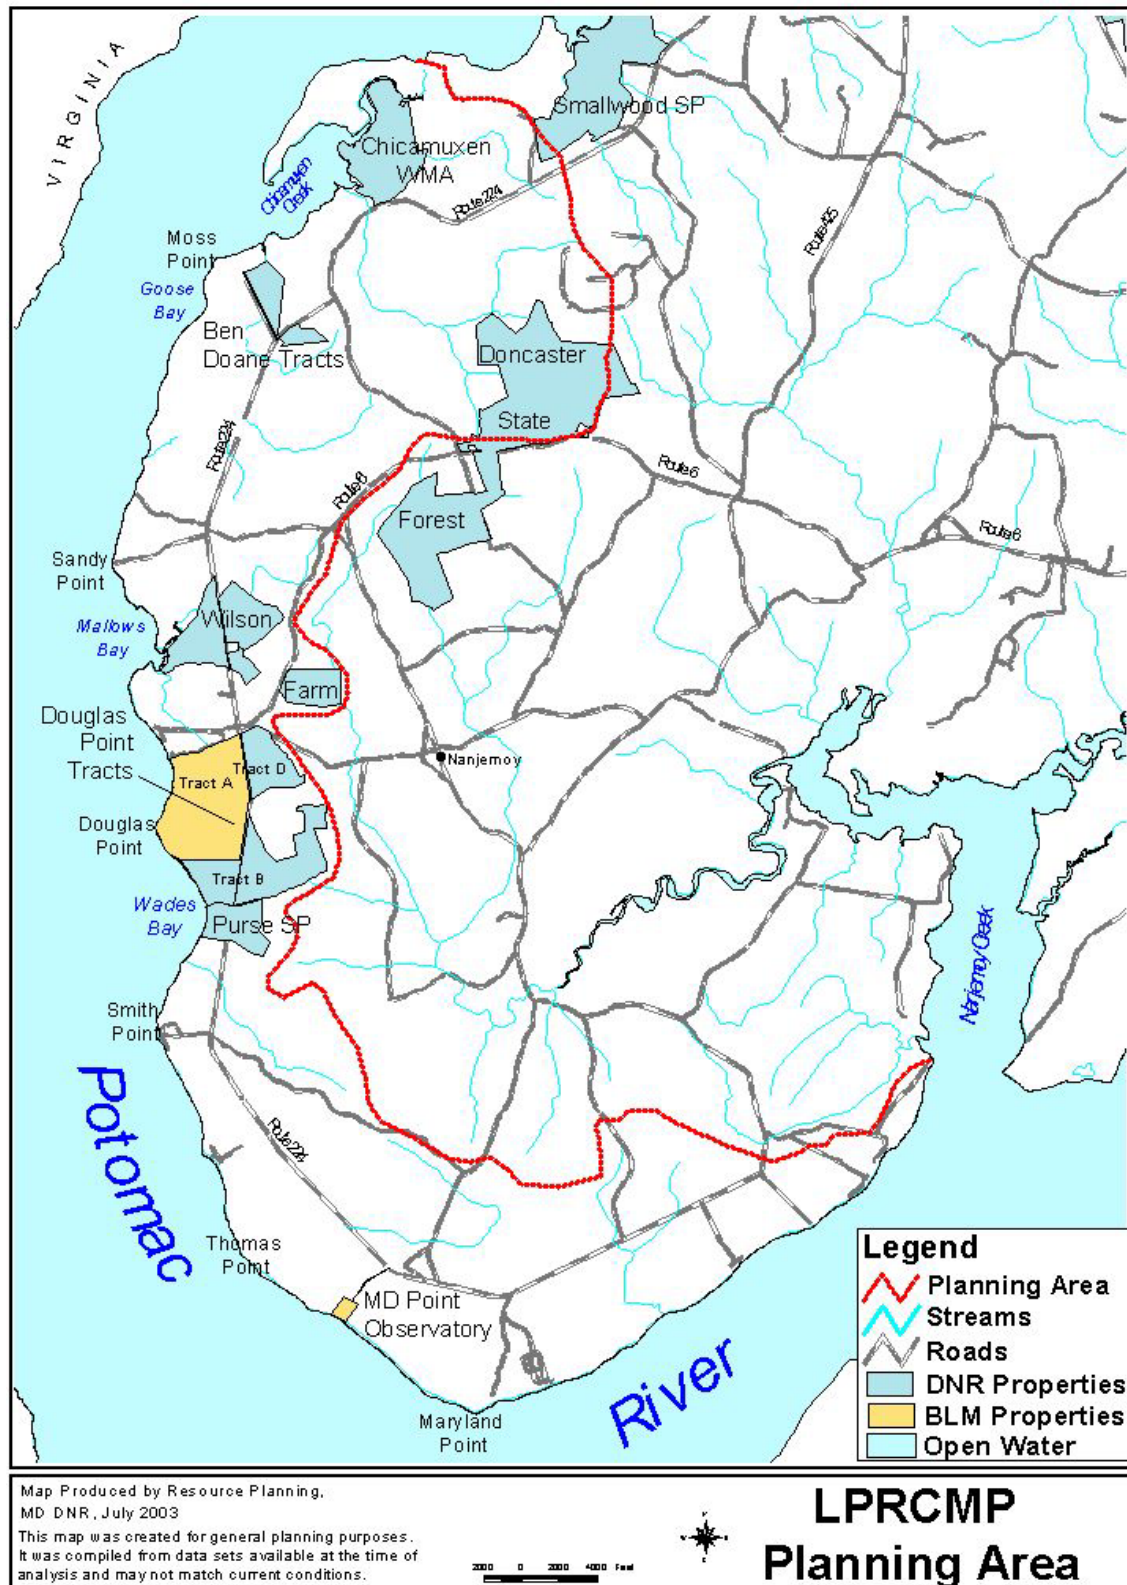 VIRGINIA
Smallwood SP
Chicamuxen
WMA
Chicamuxen
Creek
Route 224
Route 425
Moss
Point
Goose
Bay
Ben
Doane Tracts
Doncaster
State
Route 224
Route 6
Route 6
Forest
Route 6
Sandy
Point
Wilson
Mallows
Bay
Farm
Douglas
Point
Tracts
Tract D
Tract A
Nanjemoy
Douglas
Point
Tract B
Wades
Bay
Purse SP
Nanjemoy Creek
Smith
Point
Potomac
Route 224
Thomas
Point
MD Point
Observatory
River
Maryland
Point
Legend
Planning Area
Streams
Roads
DNR Properties
BLM Properties
Open Water
Map Produced by Resource Planning,
MD DNR, July 2003
This map was created for general planning purposes.
It was compiled from data sets available at the time of
analysis and may not match current conditions.
2000 0 2000 4000 Feet
LPRCMP
Planning Area